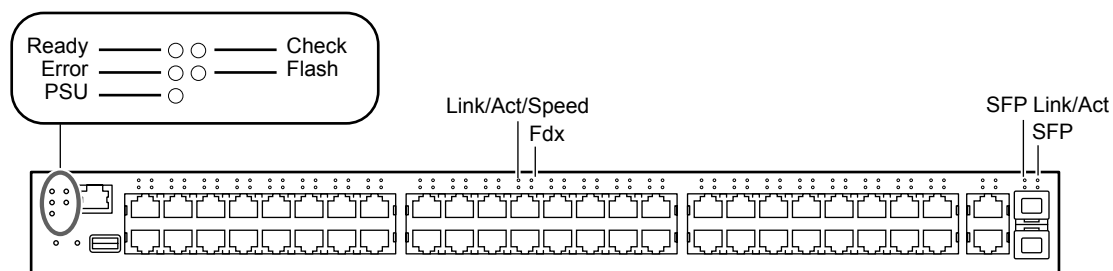 Ready
Check
Error
Flash
PSU
Link/Act/Speed
Fdx
SFP Link/Act
SFP